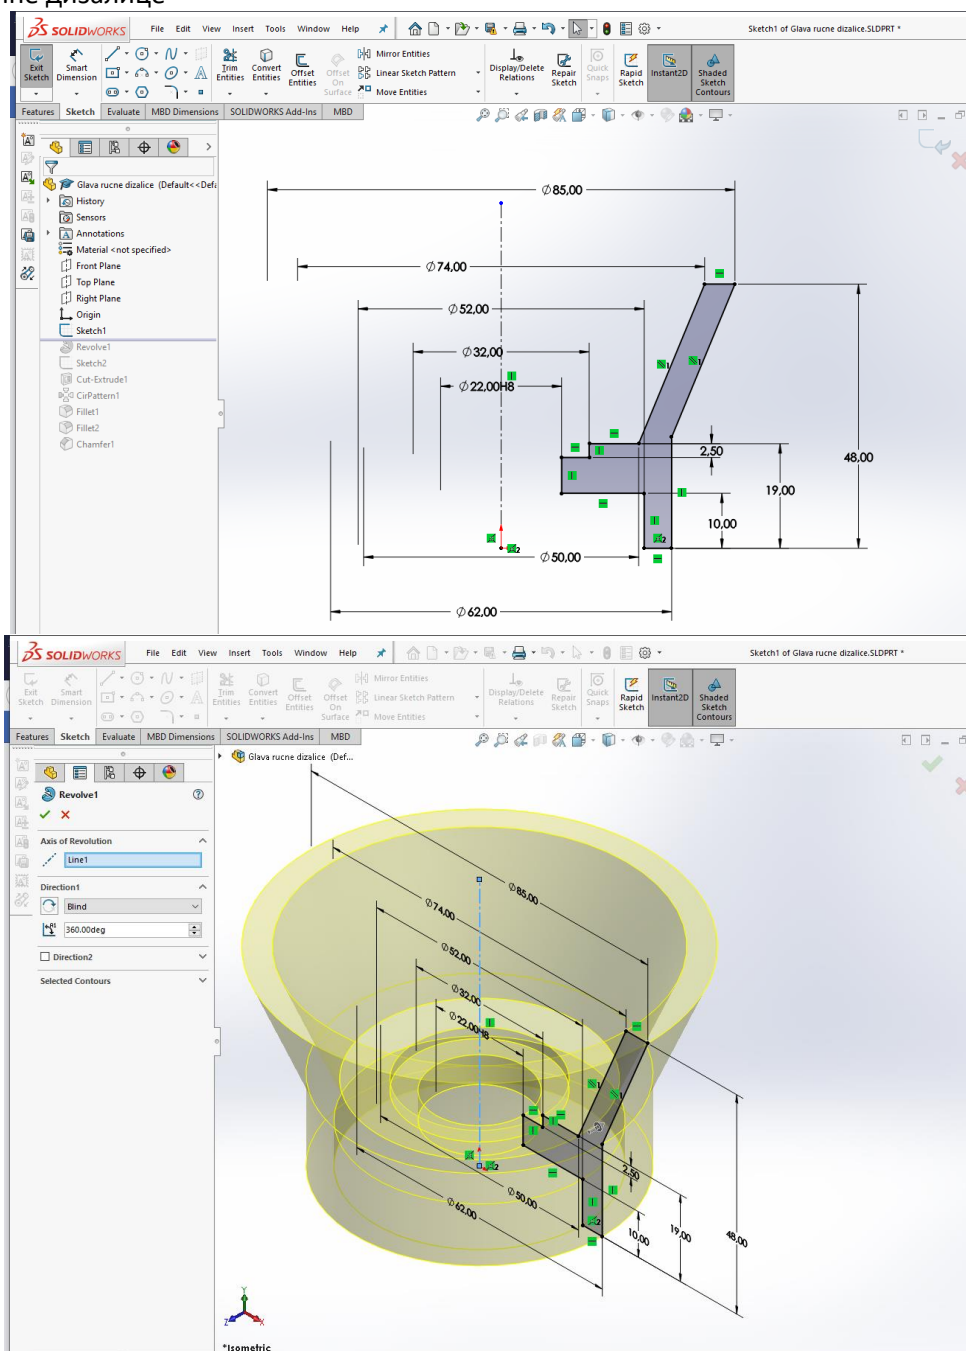 не дизалице
SOLIDWORKS File Edit View Insert Tools Window Help Sketch1 of Glava rucne dizalice.SLDPRT *
Exit Sketch
Smart Dimension
Trim Entities
Convert Entities
Offset Entities
Offset On Surface
Mirror Entities
Linear Sketch Pattern
Move Entities
Display/Delete Relations
Repair Sketch
Quick Snaps
Rapid Sketch
Instant2D
Shaded Sketch Contours
Features Sketch Evaluate MBD Dimensions SOLIDWORKS Add-Ins MBD
Glava rucne dizalice (Default<<Defa
History
Sensors
Annotations
Material <not specified>
Front Plane
Top Plane
Right Plane
Origin
Sketch1
Revolve1
Sketch2
Cut-Extrude1
CirPattern1
Fillet1
Fillet2
Chamfer1
∅85,00
∅74,00
∅52,00
∅32,00
∅22,00H8
2,50
48,00
19,00
10,00
∅50,00
∅62,00
SOLIDWORKS File Edit View Insert Tools Window Help Sketch1 of Glava rucne dizalice.SLDPRT *
Exit Sketch
Smart Dimension
Trim Entities
Convert Entities
Offset Entities
Offset On Surface
Mirror Entities
Linear Sketch Pattern
Move Entities
Display/Delete Relations
Repair Sketch
Quick Snaps
Rapid Sketch
Instant2D
Shaded Sketch Contours
Features Sketch Evaluate MBD Dimensions SOLIDWORKS Add-Ins MBD
Glava rucne dizalice (Def...
Revolve1
Axis of Revolution
Line1
Direction1
Blind
360.00deg
Direction2
Selected Contours
∅85,00
∅74,00
∅52,00
∅32,00
∅22,00H8
2,50
∅50,00
∅62,00
10,00
19,00
48,00
Y
Z
X
*Isometric